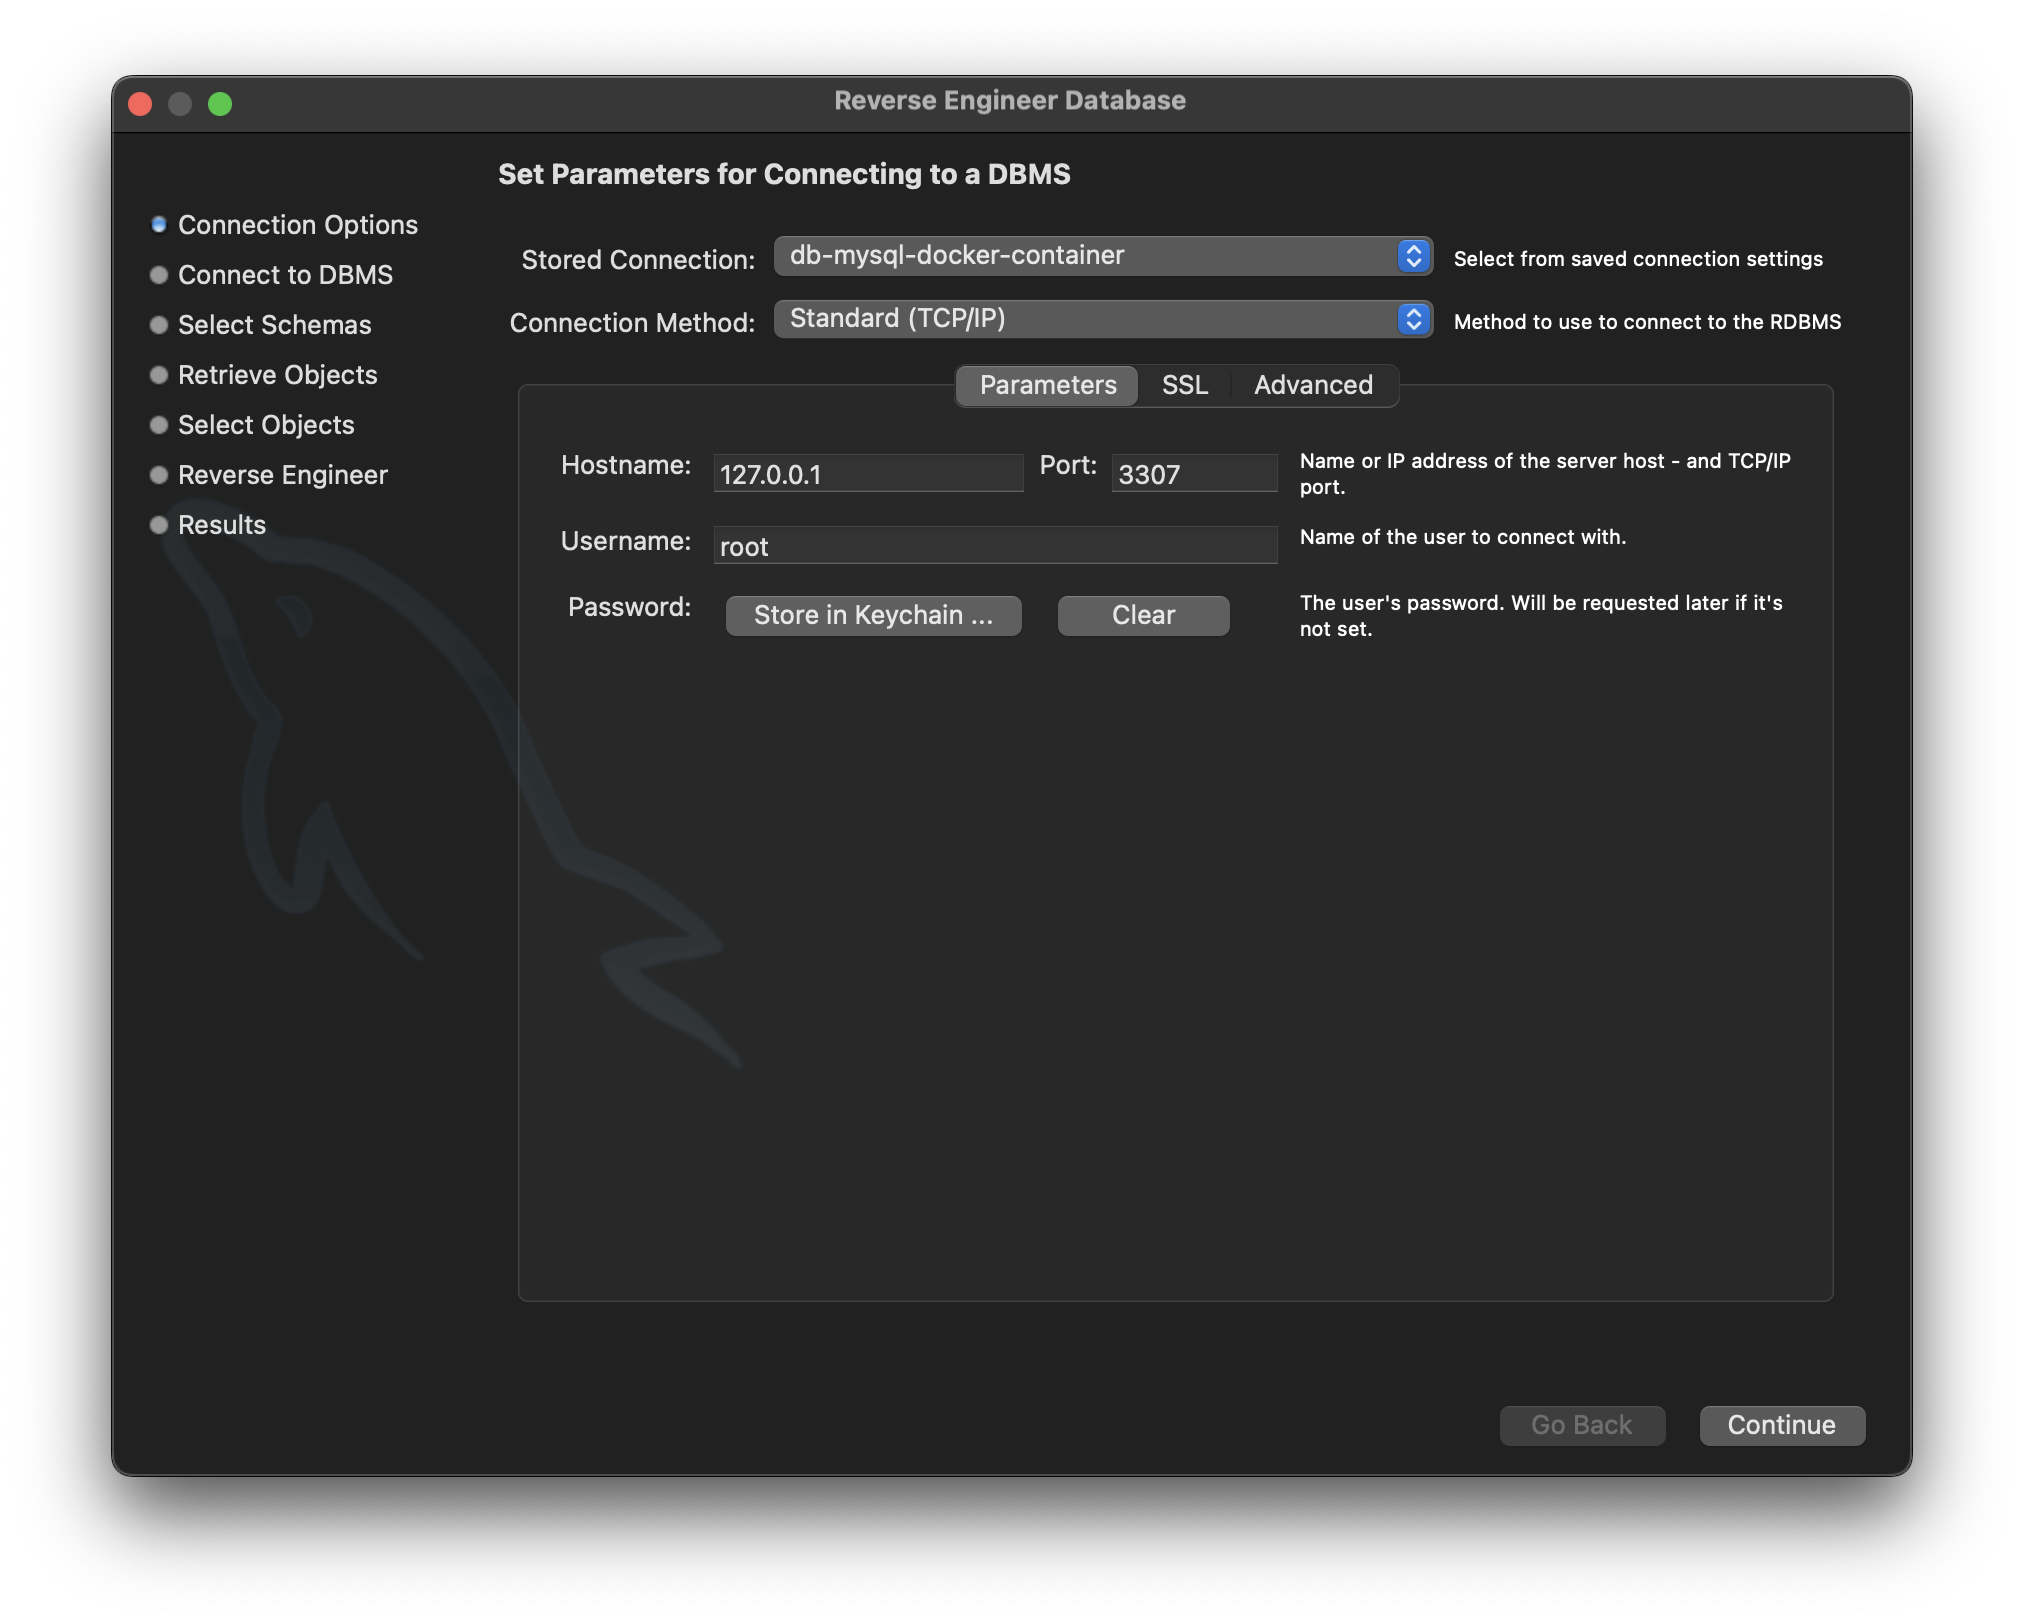 Reverse Engineer Database
Set Parameters for Connecting to a DBMS
Connection Options
Connect to DBMS
Select Schemas
Retrieve Objects
Select Objects
Reverse Engineer
Results
Stored Connection: db-mysql-docker-container Select from saved connection settings
Connection Method: Standard (TCP/IP) Method to use to connect to the RDBMS
Parameters SSL Advanced
Hostname: 127.0.0.1 Port: 3307 Name or IP address of the server host - and TCP/IP
port.
Username: root Name of the user to connect with.
Password: Store in Keychain ... Clear The user's password. Will be requested later if it's
not set.
Go Back Continue